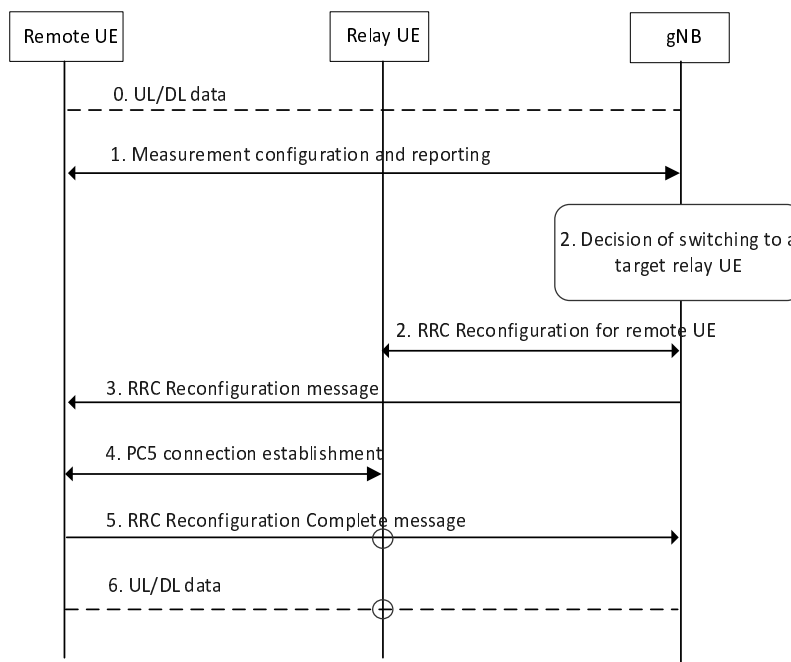 Remote UE
Relay UE
gNB
0. UL/DL data
1. Measurement configuration and reporting
2. Decision of switching to a
target relay UE
2. RRC Reconfiguration for remote UE
3. RRC Reconfiguration message
4. PC5 connection establishment
5. RRC Reconfiguration Complete message
6. UL/DL data